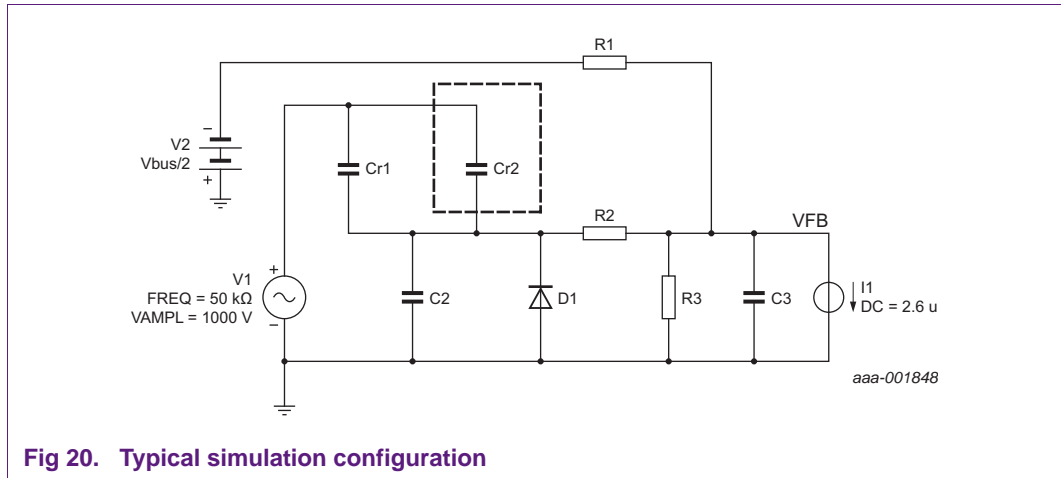 R1
−
V2
Vbus/2
+
Cr1
Cr2
R2
VFB
+
V1
FREQ = 50 kΩ
VAMPL = 1000 V
−
C2
D1
R3
C3
I1
DC = 2.6 u
aaa-001848
Fig 20. Typical simulation configuration